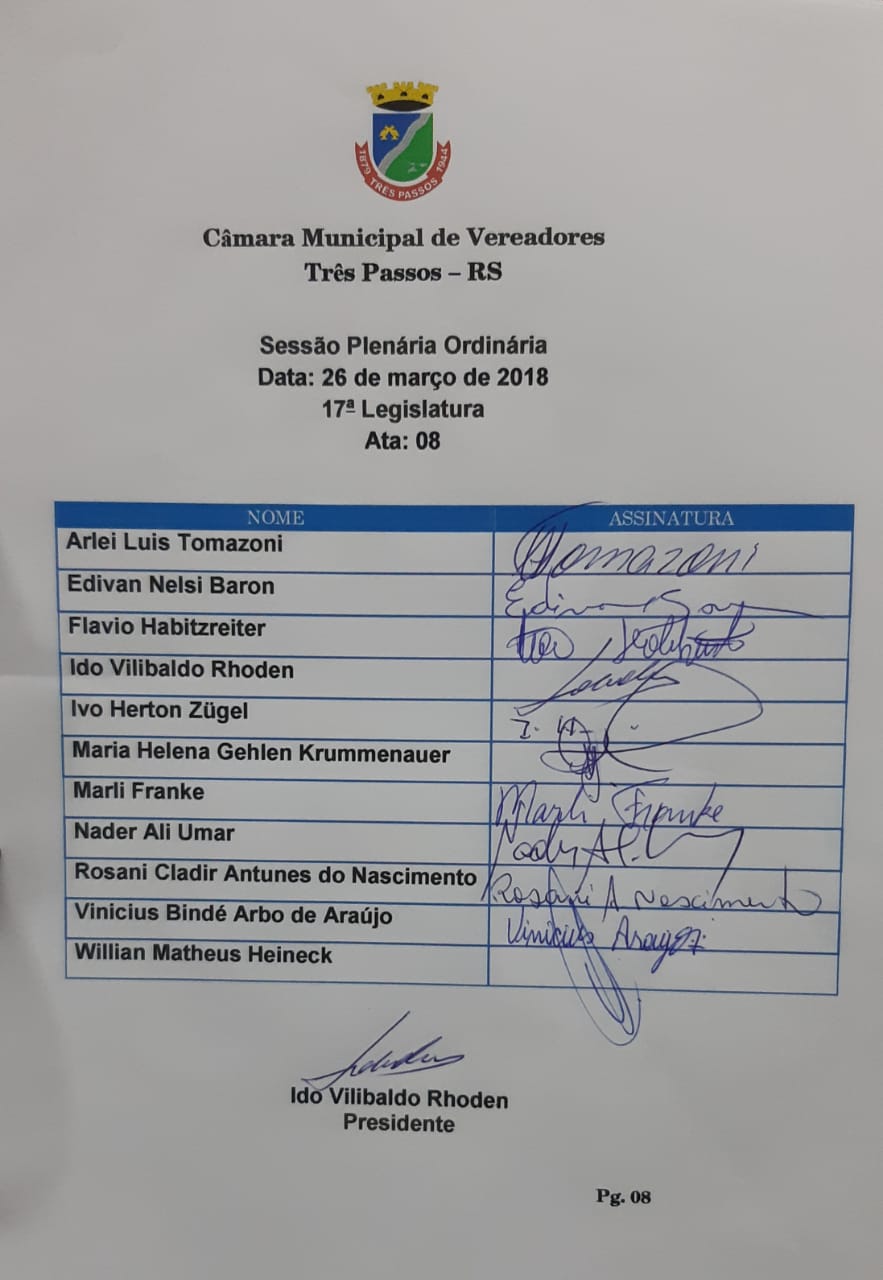 1879 TRÊS PASSOS 1944
Câmara Municipal de Vereadores
Três Passos – RS
Sessão Plenária Ordinária
Data: 26 de março de 2018
17ª Legislatura
Ata: 08
NOME ASSINATURA
Arlei Luis Tomazoni Tomazoni
Edivan Nelsi Baron Edivan
Flavio Habitzreiter
Ido Vilibaldo Rhoden
Ivo Herton Zügel I.
Maria Helena Gehlen Krummenauer
Marli Franke Marli Franke
Nader Ali Umar
Rosani Cladir Antunes do Nascimento Rosani A Nascimento
Vinicius Bindé Arbo de Araújo Vinicius Araujo
Willian Matheus Heineck
Ido Vilibaldo Rhoden
Presidente
Pg. 08